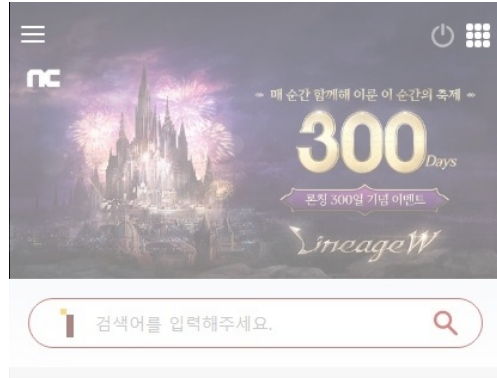 nc
매 순간 함께해 이룬 이 순간의 축제
300 Days
론칭 300일 기념 이벤트
Lineage W
검색어를 입력해주세요.